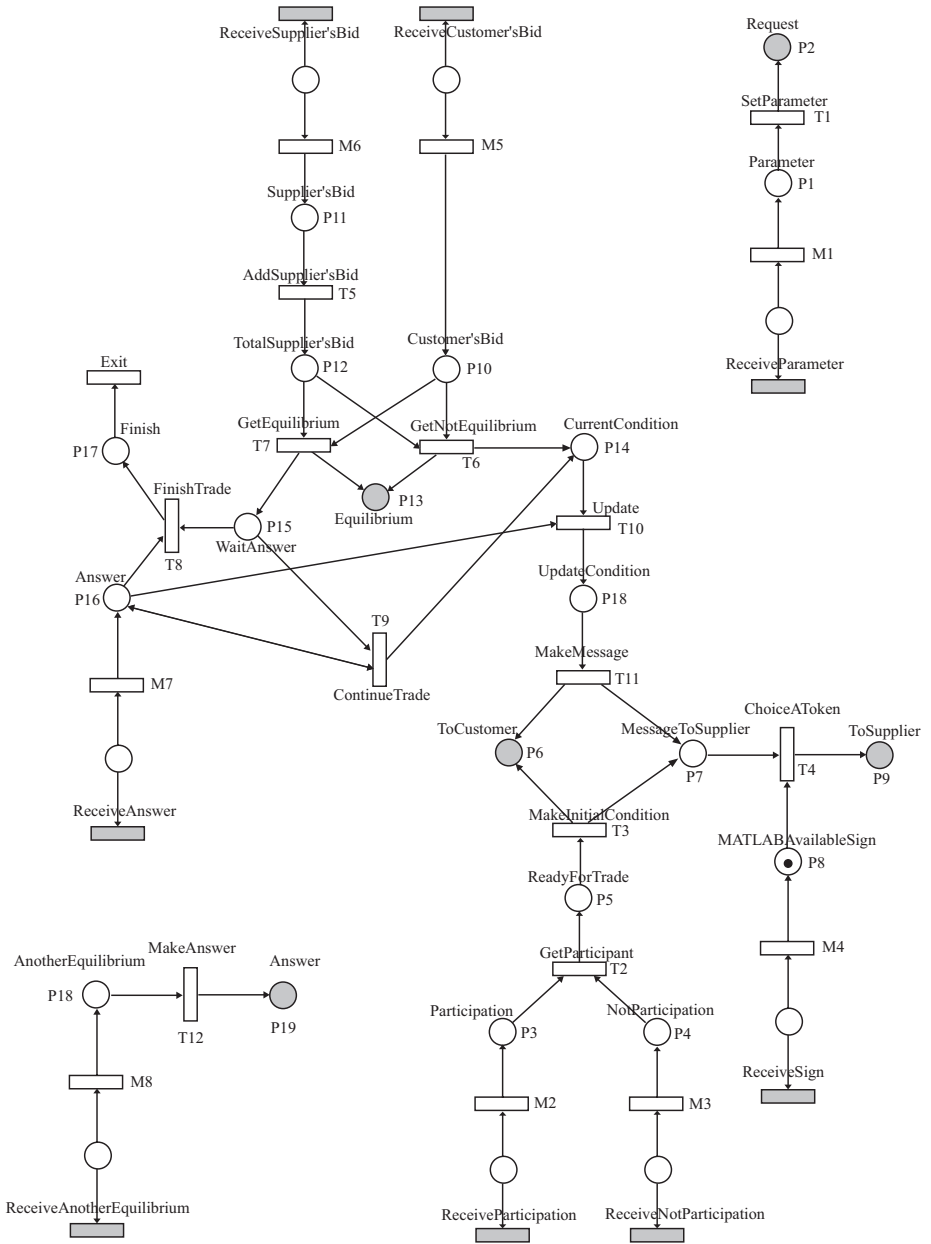 ReceiveSupplier'sBid
ReceiveCustomer'sBid
M6
M5
Supplier'sBid
P11
AddSupplier'sBid
T5
TotalSupplier'sBid
P12
Customer'sBid
P10
Request
P2
SetParameter
T1
Parameter
P1
M1
ReceiveParameter
Exit
Finish
P17
GetEquilibrium
T7
GetNotEquilibrium
T6
CurrentCondition
P14
P13
Equilibrium
FinishTrade
T8
P15
WaitAnswer
Update
T10
Answer
P16
UpdateCondition
P18
T9
ContinueTrade
M7
ReceiveAnswer
MakeMessage
T11
ToCustomer
P6
MessageToSupplier
P7
ChoiceAToken
T4
ToSupplier
P9
MakeInitialCondition
T3
MATLABAvailableSign
P8
ReadyForTrade
P5
M4
ReceiveSign
GetParticipant
T2
Participation
P3
NotParticipation
P4
M2
M3
ReceiveParticipation
ReceiveNotParticipation
AnotherEquilibrium
P18
MakeAnswer
T12
Answer
P19
M8
ReceiveAnotherEquilibrium